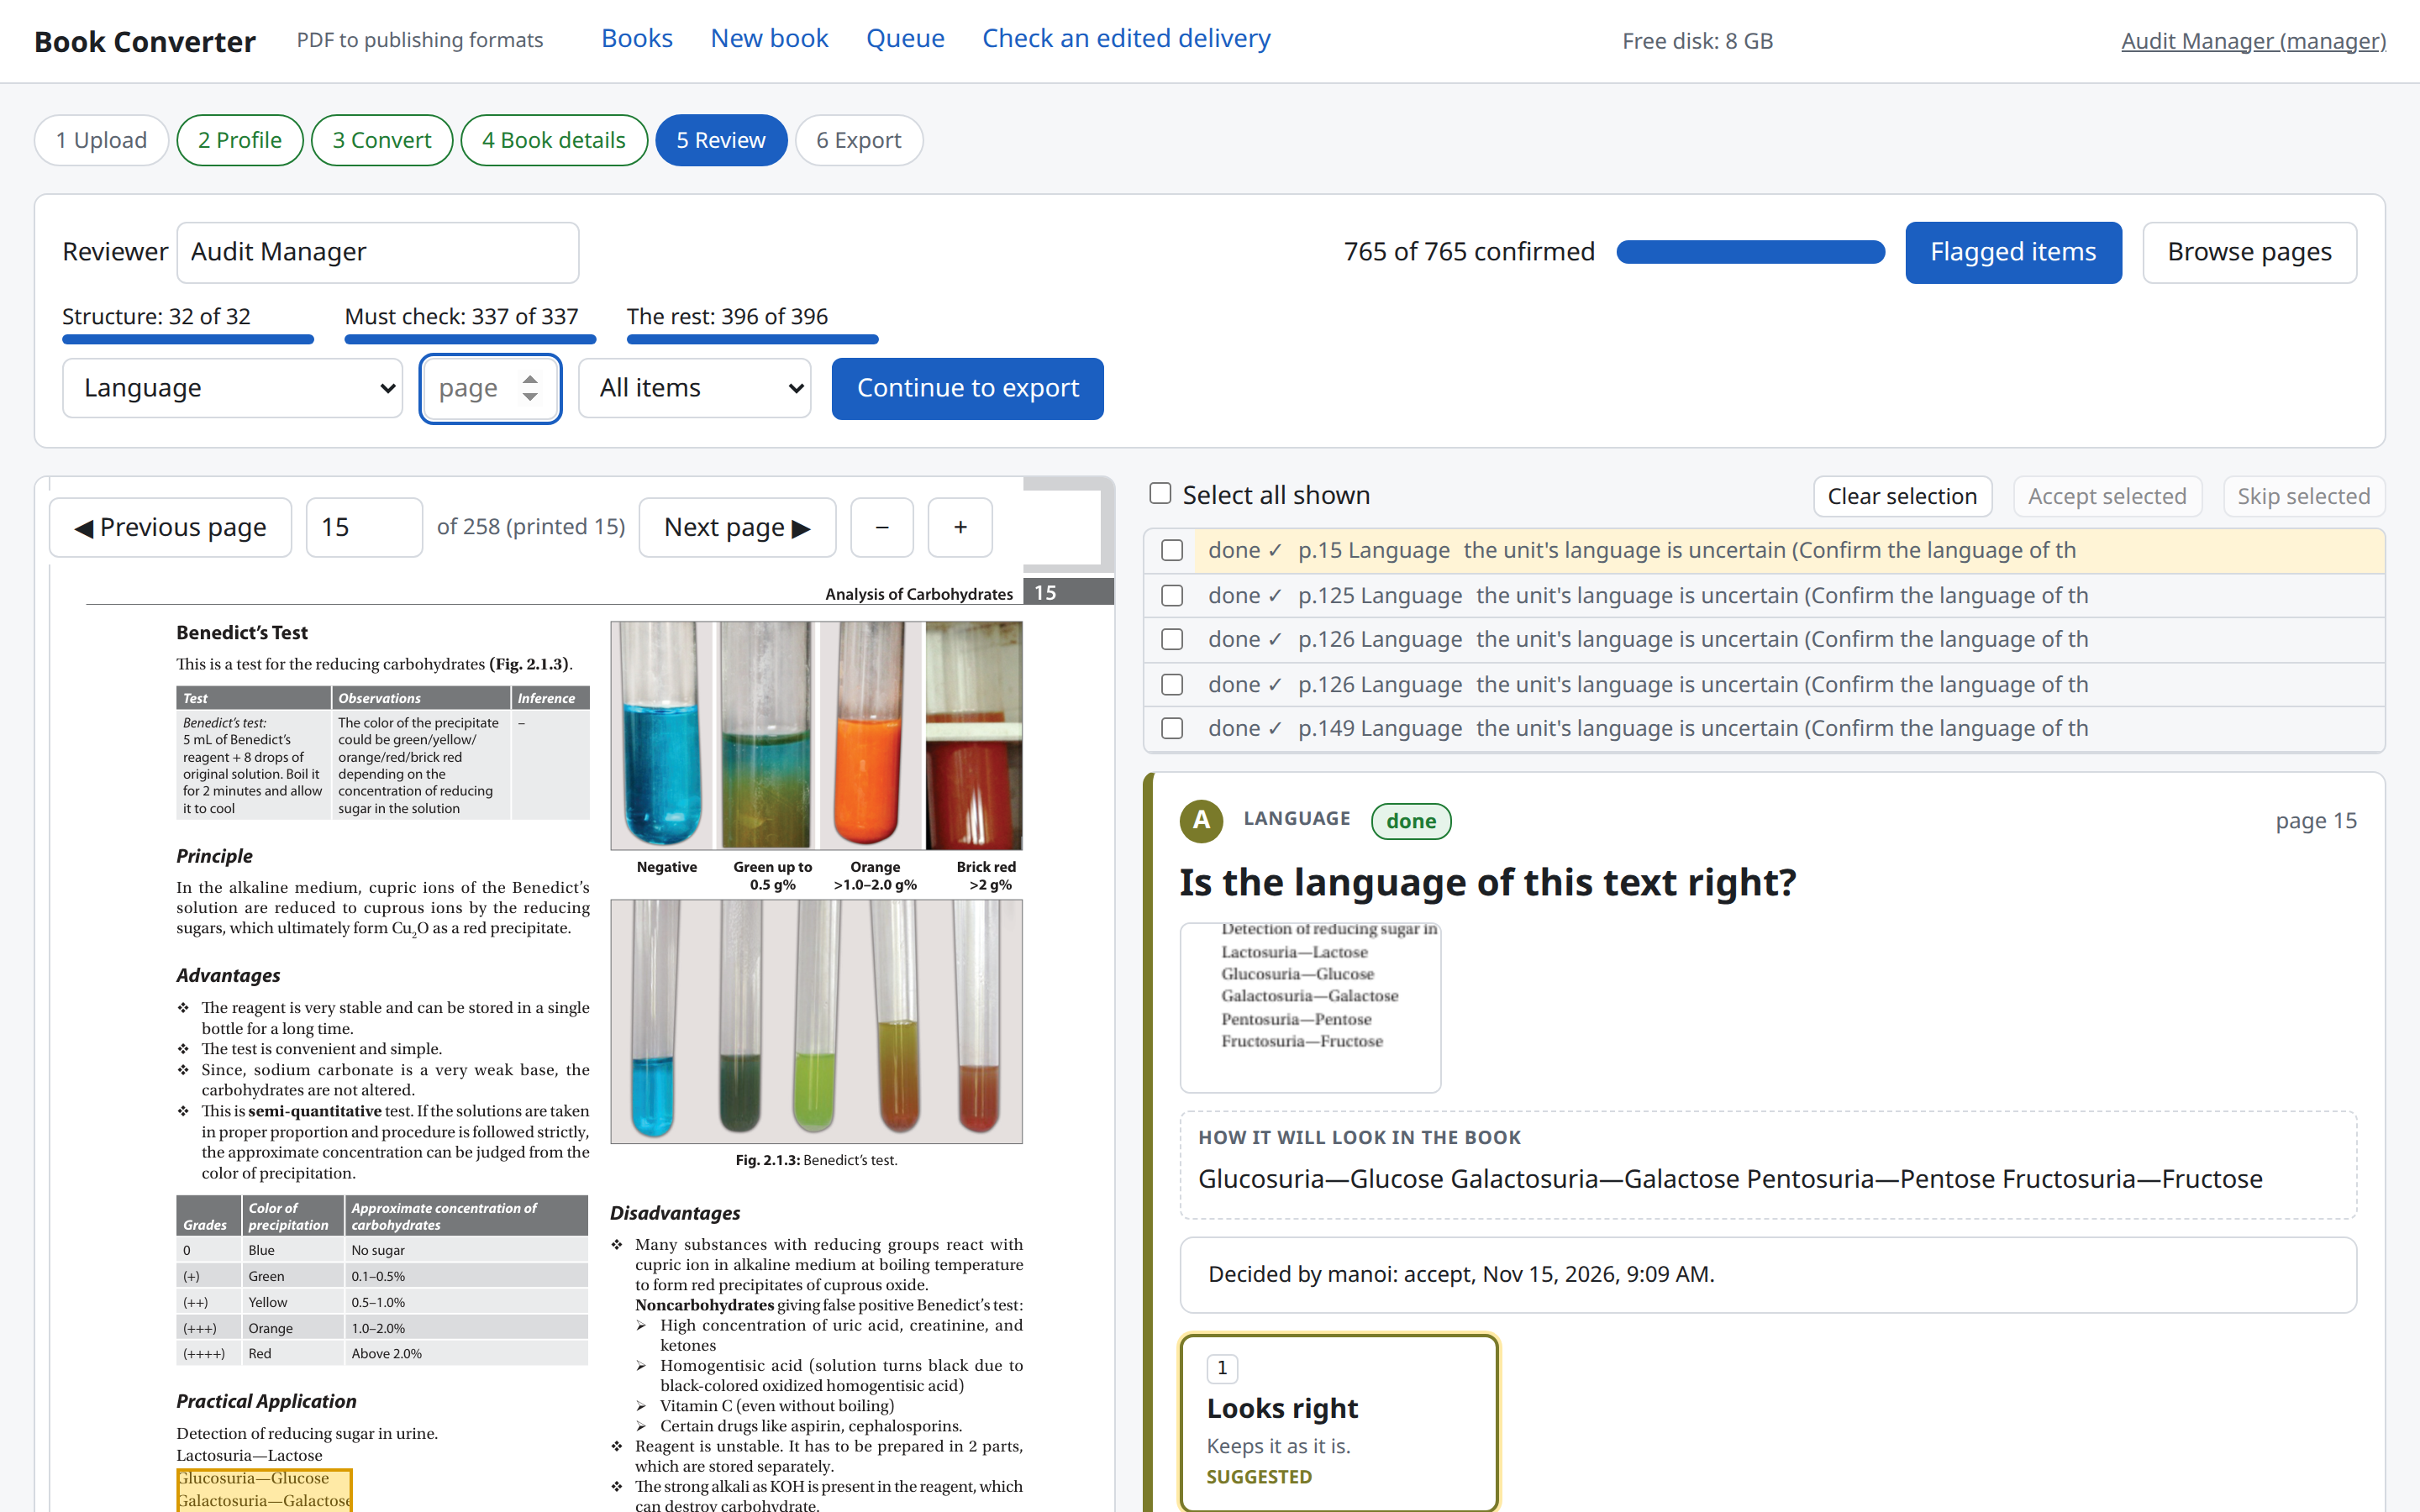 Book Converter PDF to publishing formats Books New book Queue Check an edited delivery Free disk: 8 GB Audit Manager (manager)
1 Upload 2 Profile 3 Convert 4 Book details 5 Review 6 Export
Reviewer Audit Manager 765 of 765 confirmed Flagged items Browse pages
Structure: 32 of 32 Must check: 337 of 337 The rest: 396 of 396
Language page All items Continue to export
◀ Previous page 15 of 258 (printed 15) Next page ▶ − +
Analysis of Carbohydrates 15
Benedict's Test
This is a test for the reducing carbohydrates (Fig. 2.1.3).
Test Observations Inference
Benedict's test: The color of the precipitate –
5 mL of Benedict's could be green/yellow/
reagent + 8 drops of orange/red/brick red
original solution. Boil it depending on the
for 2 minutes and allow concentration of reducing
it to cool sugar in the solution
Principle
In the alkaline medium, cupric ions of the Benedict's
solution are reduced to cuprous ions by the reducing
sugars, which ultimately form Cu₂O as a red precipitate.
Advantages
❖ The reagent is very stable and can be stored in a single
bottle for a long time.
❖ The test is convenient and simple.
❖ Since, sodium carbonate is a very weak base, the
carbohydrates are not altered.
❖ This is semi-quantitative test. If the solutions are taken
in proper proportion and procedure is followed strictly,
the approximate concentration can be judged from the
color of precipitation.
Grades Color of precipitation Approximate concentration of carbohydrates
0 Blue No sugar
(+) Green 0.1–0.5%
(++) Yellow 0.5–1.0%
(+++) Orange 1.0–2.0%
(++++) Red Above 2.0%
Practical Application
Detection of reducing sugar in urine.
Lactosuria—Lactose
Glucosuria—Glucose
Galactosuria—Galactose
Negative Green up to Orange Brick red
0.5 g% >1.0–2.0 g% >2 g%
Fig. 2.1.3: Benedict's test.
Disadvantages
❖ Many substances with reducing groups react with
cupric ion in alkaline medium at boiling temperature
to form red precipitates of cuprous oxide.
Noncarbohydrates giving false positive Benedict's test:
➢ High concentration of uric acid, creatinine, and
ketones
➢ Homogentisic acid (solution turns black due to
black-colored oxidized homogentisic acid)
➢ Vitamin C (even without boiling)
➢ Certain drugs like aspirin, cephalosporins.
❖ Reagent is unstable. It has to be prepared in 2 parts,
which are stored separately.
❖ The strong alkali as KOH is present in the reagent, which
can destroy carbohydrate.
Select all shown Clear selection Accept selected Skip selected
done ✓ p.15 Language the unit's language is uncertain (Confirm the language of th
done ✓ p.125 Language the unit's language is uncertain (Confirm the language of th
done ✓ p.126 Language the unit's language is uncertain (Confirm the language of th
done ✓ p.126 Language the unit's language is uncertain (Confirm the language of th
done ✓ p.149 Language the unit's language is uncertain (Confirm the language of th
A LANGUAGE done page 15
Is the language of this text right?
Detection of reducing sugar in
Lactosuria—Lactose
Glucosuria—Glucose
Galactosuria—Galactose
Pentosuria—Pentose
Fructosuria—Fructose
HOW IT WILL LOOK IN THE BOOK
Glucosuria—Glucose Galactosuria—Galactose Pentosuria—Pentose Fructosuria—Fructose
Decided by manoi: accept, Nov 15, 2026, 9:09 AM.
1
Looks right
Keeps it as it is.
SUGGESTED